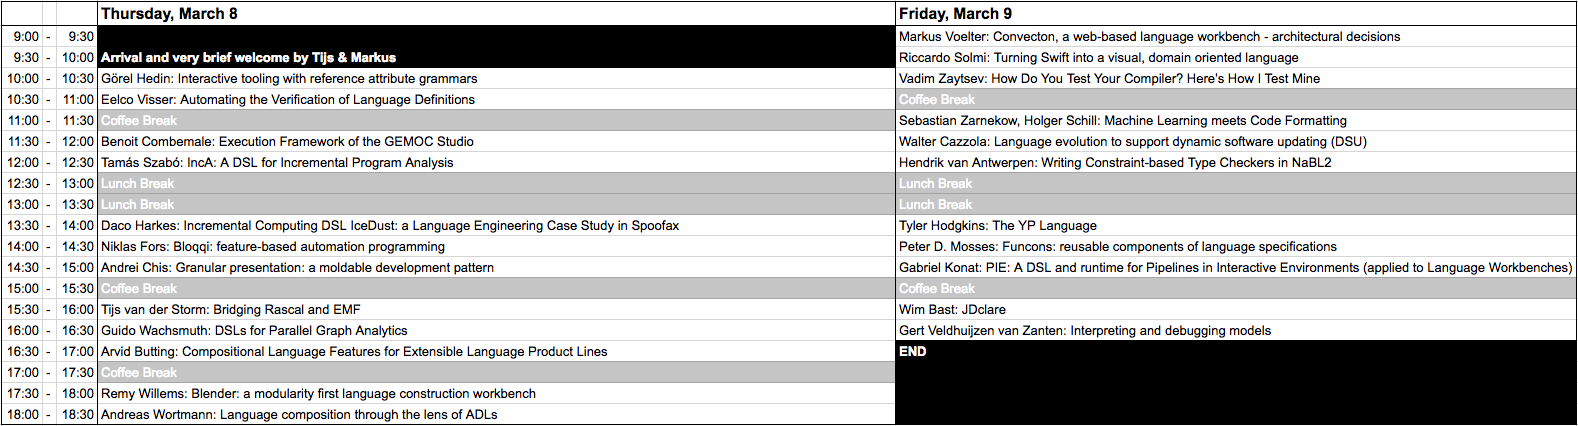 Thursday, March 8 Friday, March 9
9:00 - 9:30 Markus Voelter: Convecton, a web-based language workbench - architectural decisions
9:30 - 10:00 Arrival and very brief welcome by Tijs & Markus Riccardo Solmi: Turning Swift into a visual, domain oriented language
10:00 - 10:30 Görel Hedin: Interactive tooling with reference attribute grammars Vadim Zaytsev: How Do You Test Your Compiler? Here's How I Test Mine
10:30 - 11:00 Eelco Visser: Automating the Verification of Language Definitions Coffee Break
11:00 - 11:30 Coffee Break Sebastian Zarnekow, Holger Schill: Machine Learning meets Code Formatting
11:30 - 12:00 Benoit Combemale: Execution Framework of the GEMOC Studio Walter Cazzola: Language evolution to support dynamic software updating (DSU)
12:00 - 12:30 Tamás Szabó: IncA: A DSL for Incremental Program Analysis Hendrik van Antwerpen: Writing Constraint-based Type Checkers in NaBL2
12:30 - 13:00 Lunch Break Lunch Break
13:00 - 13:30 Lunch Break Lunch Break
13:30 - 14:00 Daco Harkes: Incremental Computing DSL IceDust: a Language Engineering Case Study in Spoofax Tyler Hodgkins: The YP Language
14:00 - 14:30 Niklas Fors: Bloqqi: feature-based automation programming Peter D. Mosses: Funcons: reusable components of language specifications
14:30 - 15:00 Andrei Chis: Granular presentation: a moldable development pattern Gabriel Konat: PIE: A DSL and runtime for Pipelines in Interactive Environments (applied to Language Workbenches)
15:00 - 15:30 Coffee Break Coffee Break
15:30 - 16:00 Tijs van der Storm: Bridging Rascal and EMF Wim Bast: JDclare
16:00 - 16:30 Guido Wachsmuth: DSLs for Parallel Graph Analytics Gert Veldhuijzen van Zanten: Interpreting and debugging models
16:30 - 17:00 Arvid Butting: Compositional Language Features for Extensible Language Product Lines END
17:00 - 17:30 Coffee Break
17:30 - 18:00 Remy Willems: Blender: a modularity first language construction workbench
18:00 - 18:30 Andreas Wortmann: Language composition through the lens of ADLs